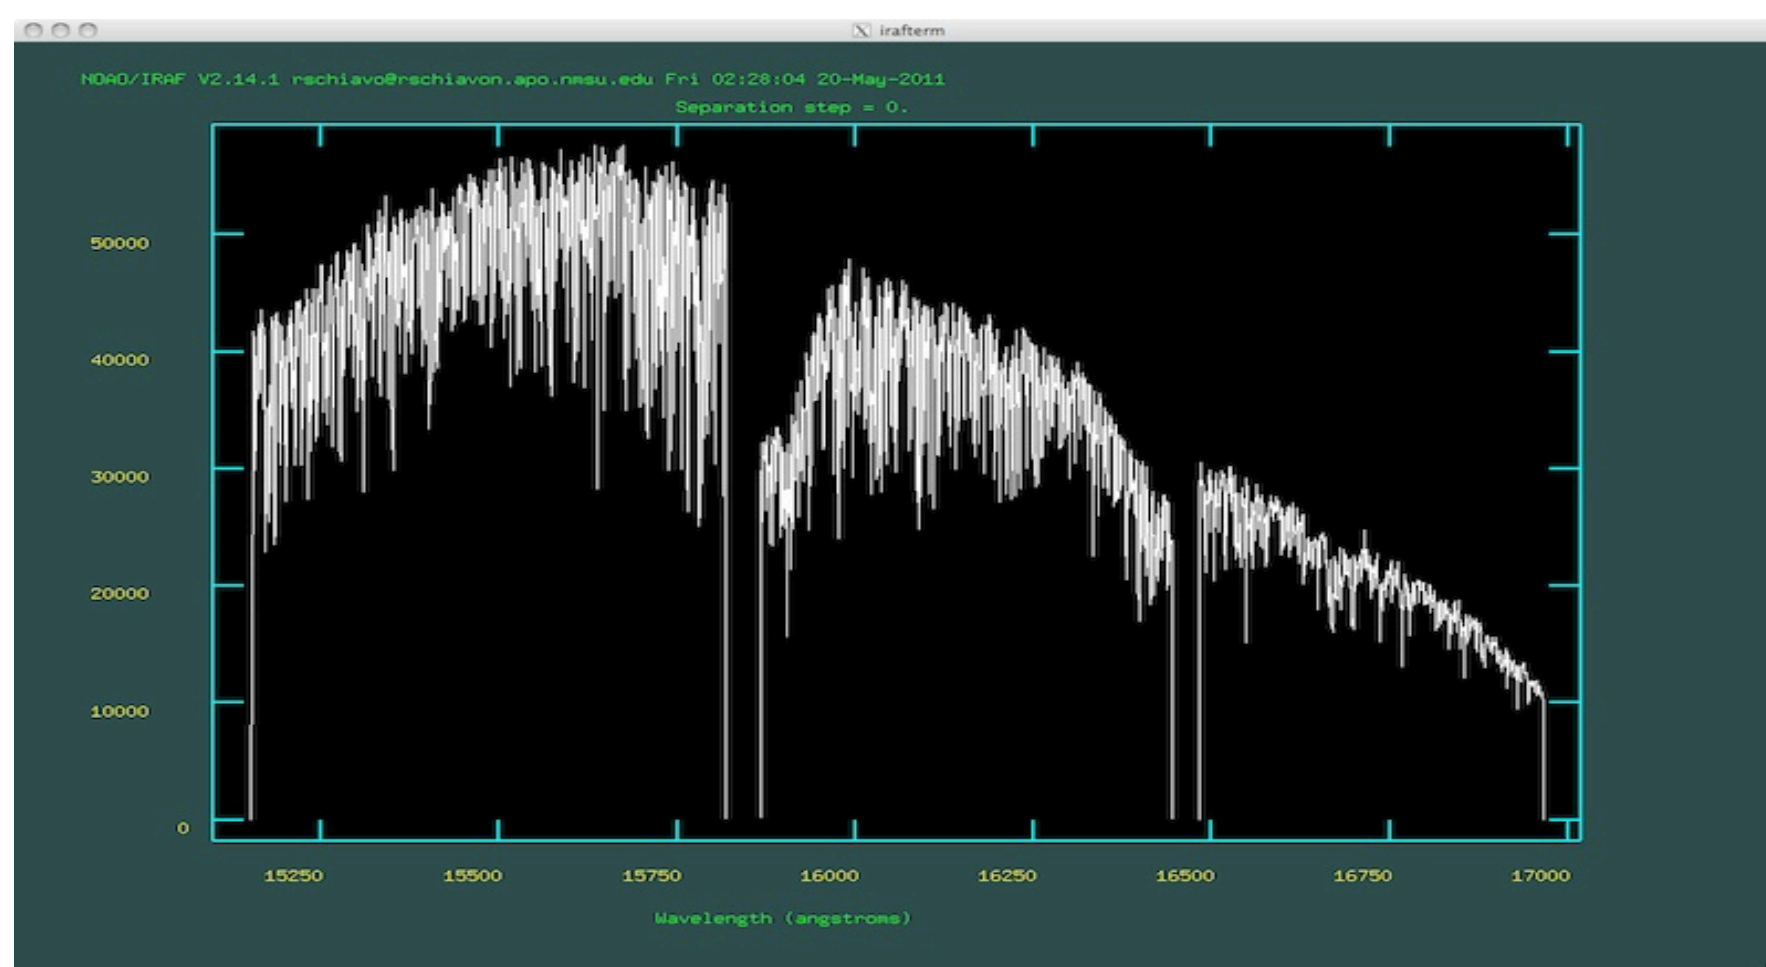 irafterm
NOAO/IRAF V2.14.1 rschiavo@rschiavon.apo.nmsu.edu Fri 02:28:04 20-May-2011
Separation step = 0.
50000
40000
30000
20000
10000
0
15250 15500 15750 16000 16250 16500 16750 17000
Wavelength (angstroms)